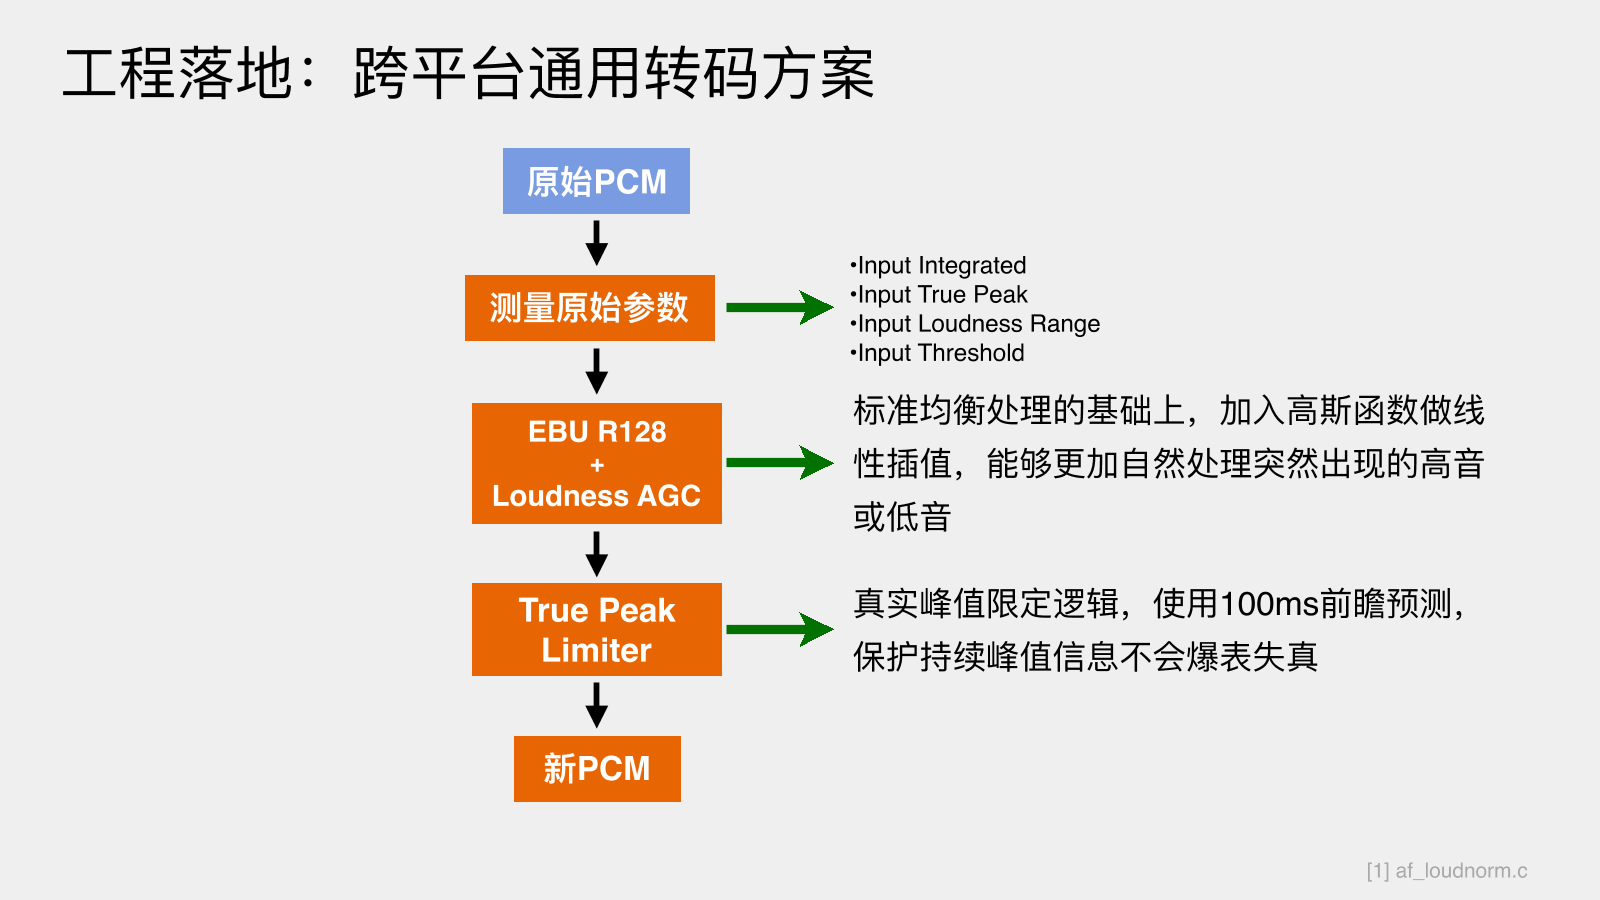 工程落地：跨平台通用转码方案
原始PCM
测量原始参数
•Input Integrated
•Input True Peak
•Input Loudness Range
•Input Threshold
EBU R128
+
Loudness AGC
标准均衡处理的基础上，加入高斯函数做线
性插值，能够更加自然处理突然出现的高音
或低音
True Peak
Limiter
真实峰值限定逻辑，使用100ms前瞻预测，
保护持续峰值信息不会爆表失真
新PCM
[1] af_loudnorm.c